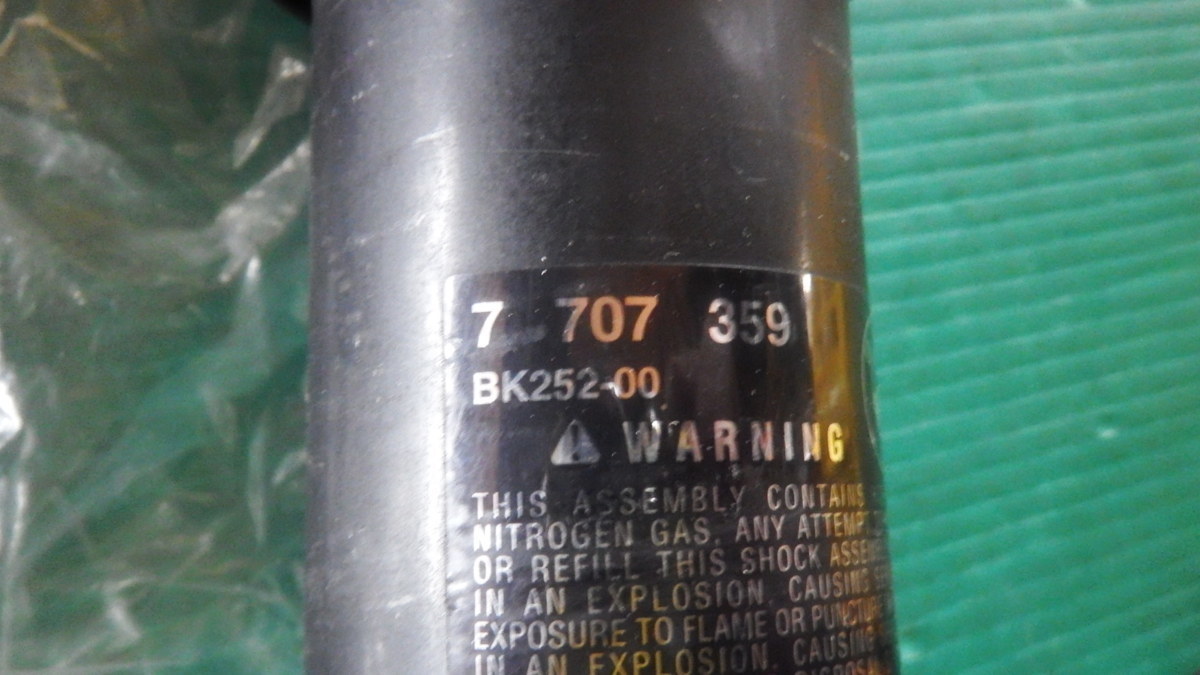 7 707 359
BK252-00
⚠ WARNING
THIS ASSEMBLY CONTAINS
NITROGEN GAS. ANY ATTEMPT
OR REFILL THIS SHOCK
IN AN EXPLOSION. CAUSING
EXPOSURE TO FLAME OR
IN AN EXPLOSION. CAUSING